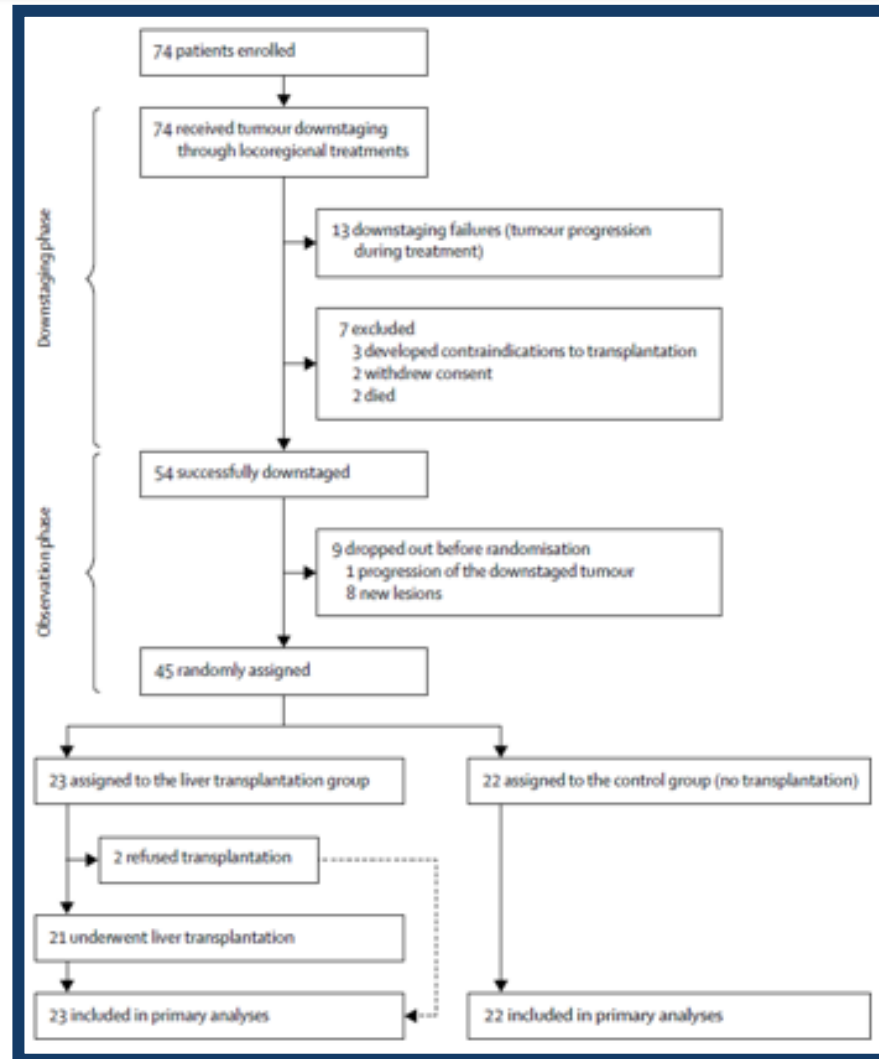 74 patients enrolled
74 received tumour downstaging
through locoregional treatments
13 downstaging failures (tumour progression
during treatment)
Downstaging phase
7 excluded
3 developed contraindications to transplantation
2 withdrew consent
2 died
54 successfully downstaged
Observation phase
9 dropped out before randomisation
1 progression of the downstaged tumour
8 new lesions
45 randomly assigned
23 assigned to the liver transplantation group
22 assigned to the control group (no transplantation)
2 refused transplantation
21 underwent liver transplantation
23 included in primary analyses
22 included in primary analyses